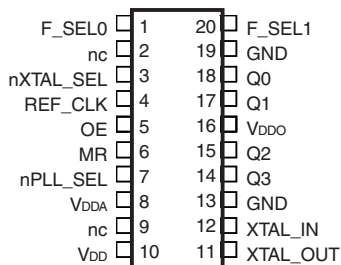 F_SEL0 1 20 F_SEL1
nc 2 19 GND
nXTAL_SEL 3 18 Q0
REF_CLK 4 17 Q1
OE 5 16 VDDO
MR 6 15 Q2
nPLL_SEL 7 14 Q3
VDDA 8 13 GND
nc 9 12 XTAL_IN
VDD 10 11 XTAL_OUT